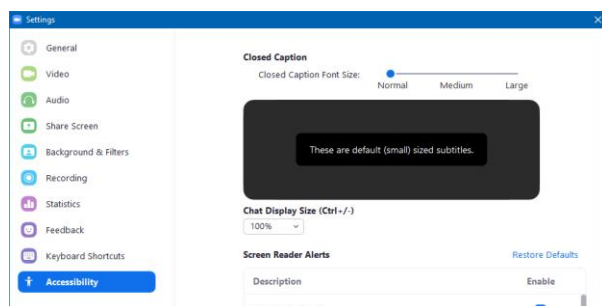 Settings
General
Video
Audio
Share Screen
Background & Filters
Recording
Statistics
Feedback
Keyboard Shortcuts
Accessibility
Closed Caption
Closed Caption Font Size:
Normal Medium Large
These are default (small) sized subtitles.
Chat Display Size (Ctrl+/-)
100%
Screen Reader Alerts Restore Defaults
Description Enable